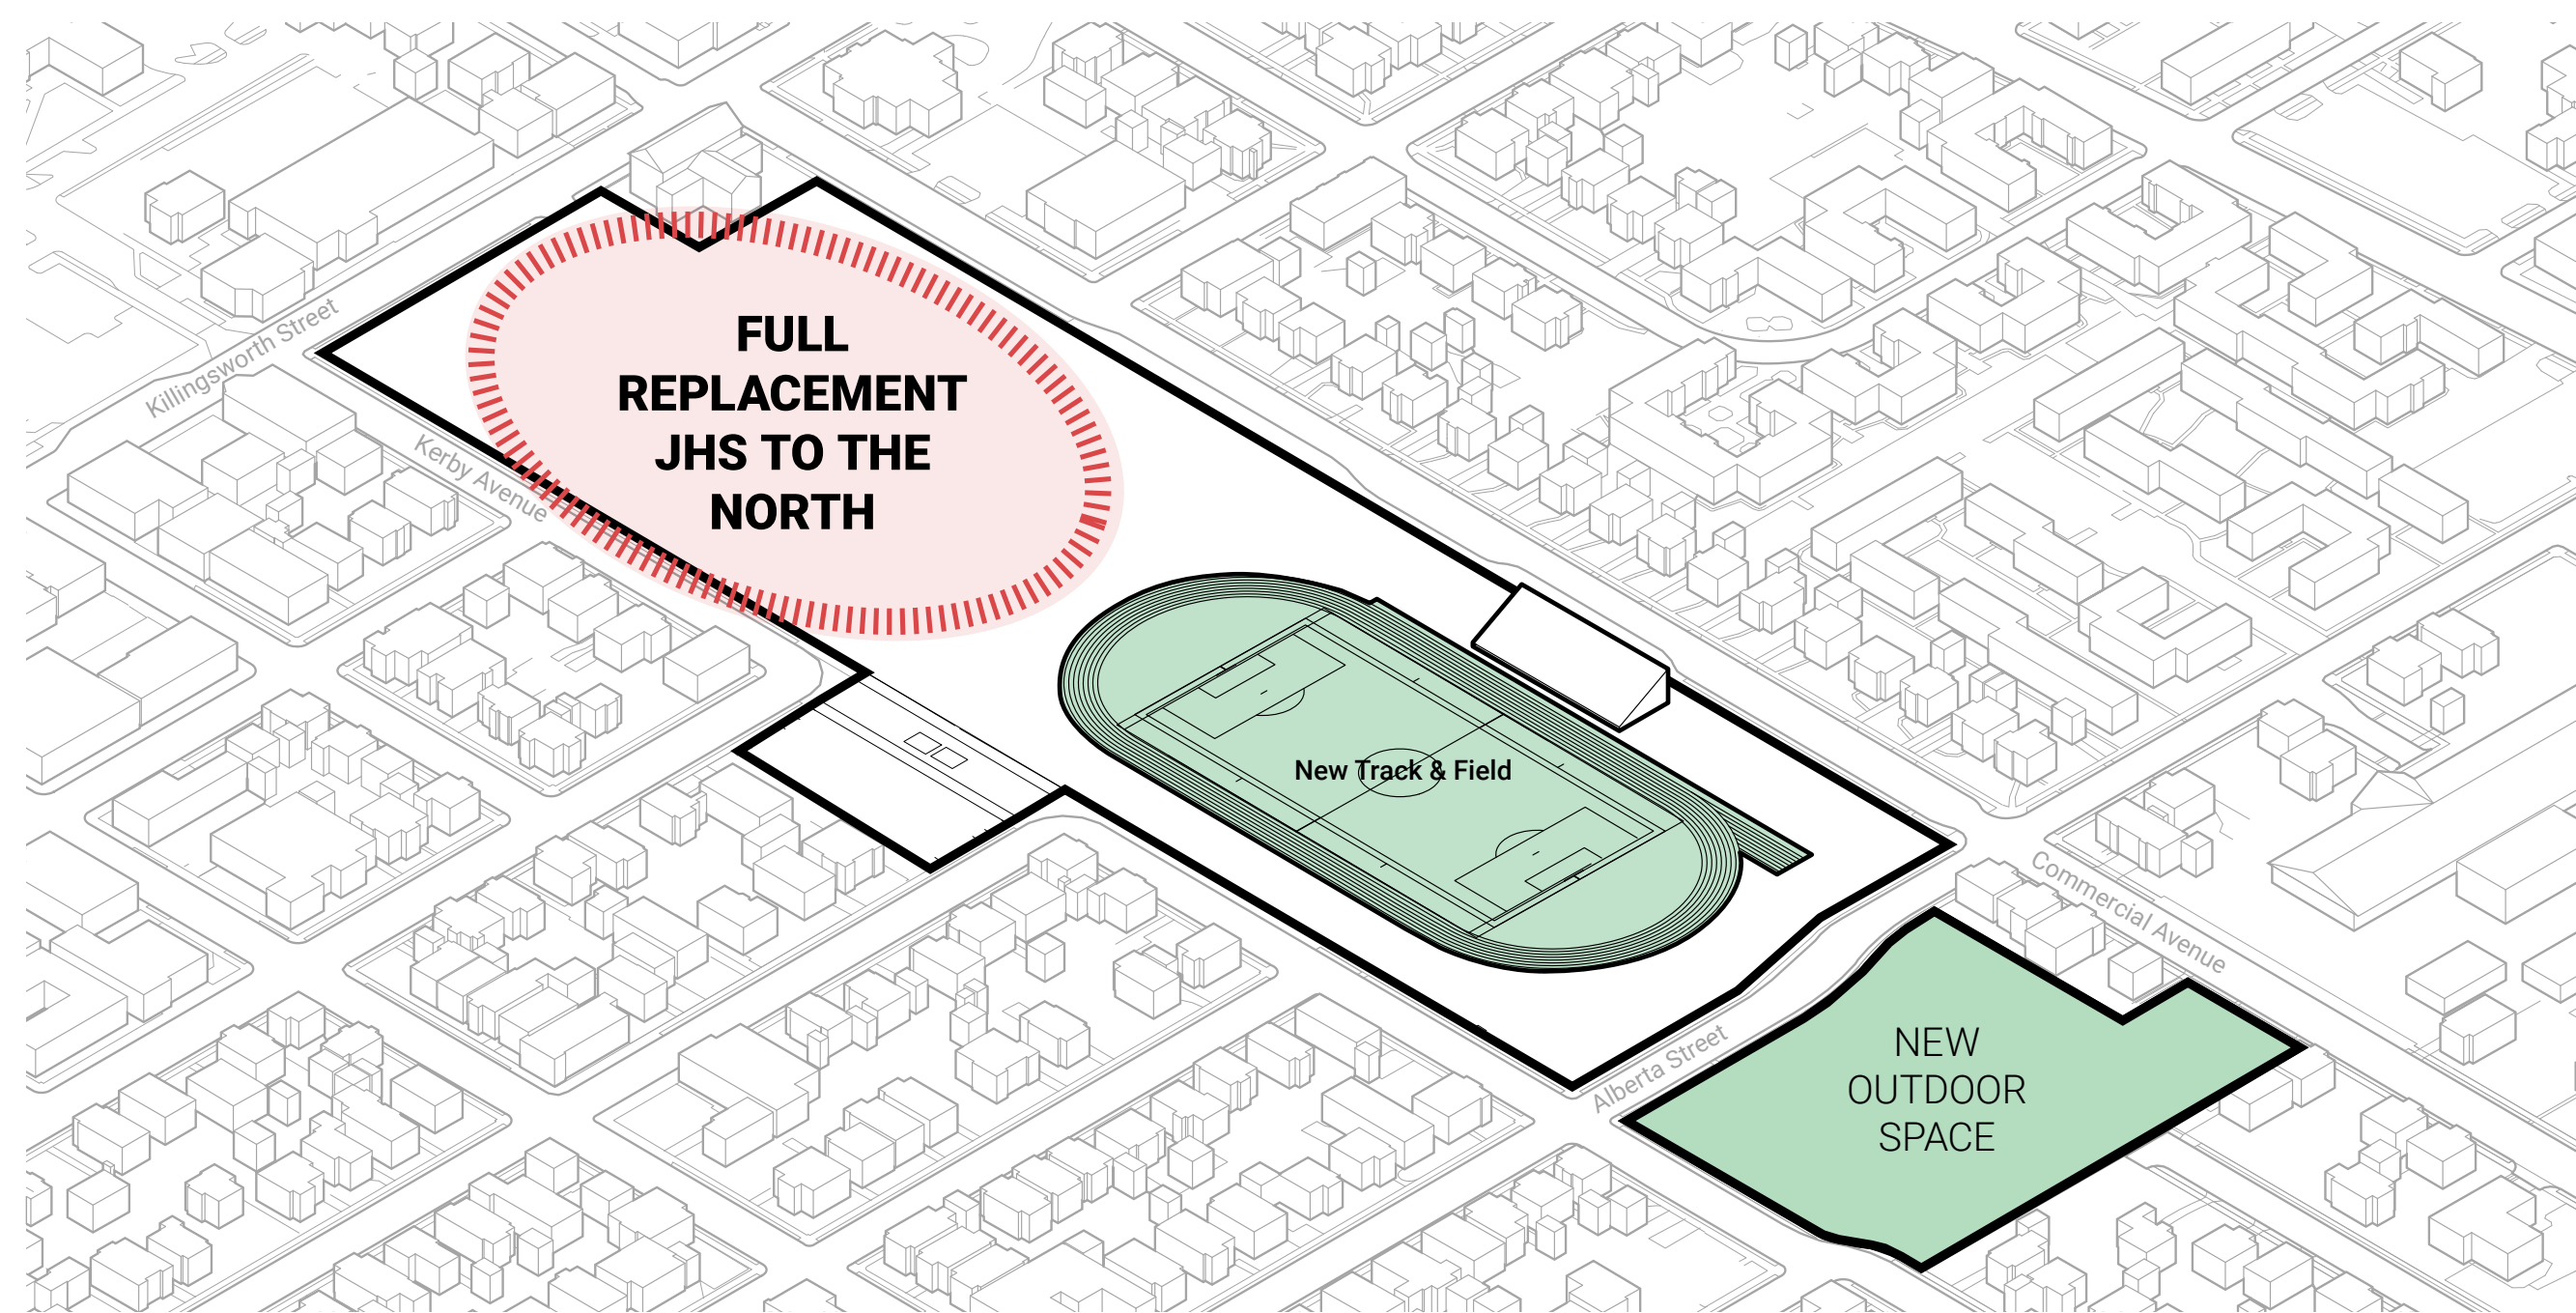 Killingsworth Street
Kerby Avenue
FULL
REPLACEMENT
JHS TO THE
NORTH
New Track & Field
Commercial Avenue
Alberta Street
NEW
OUTDOOR
SPACE